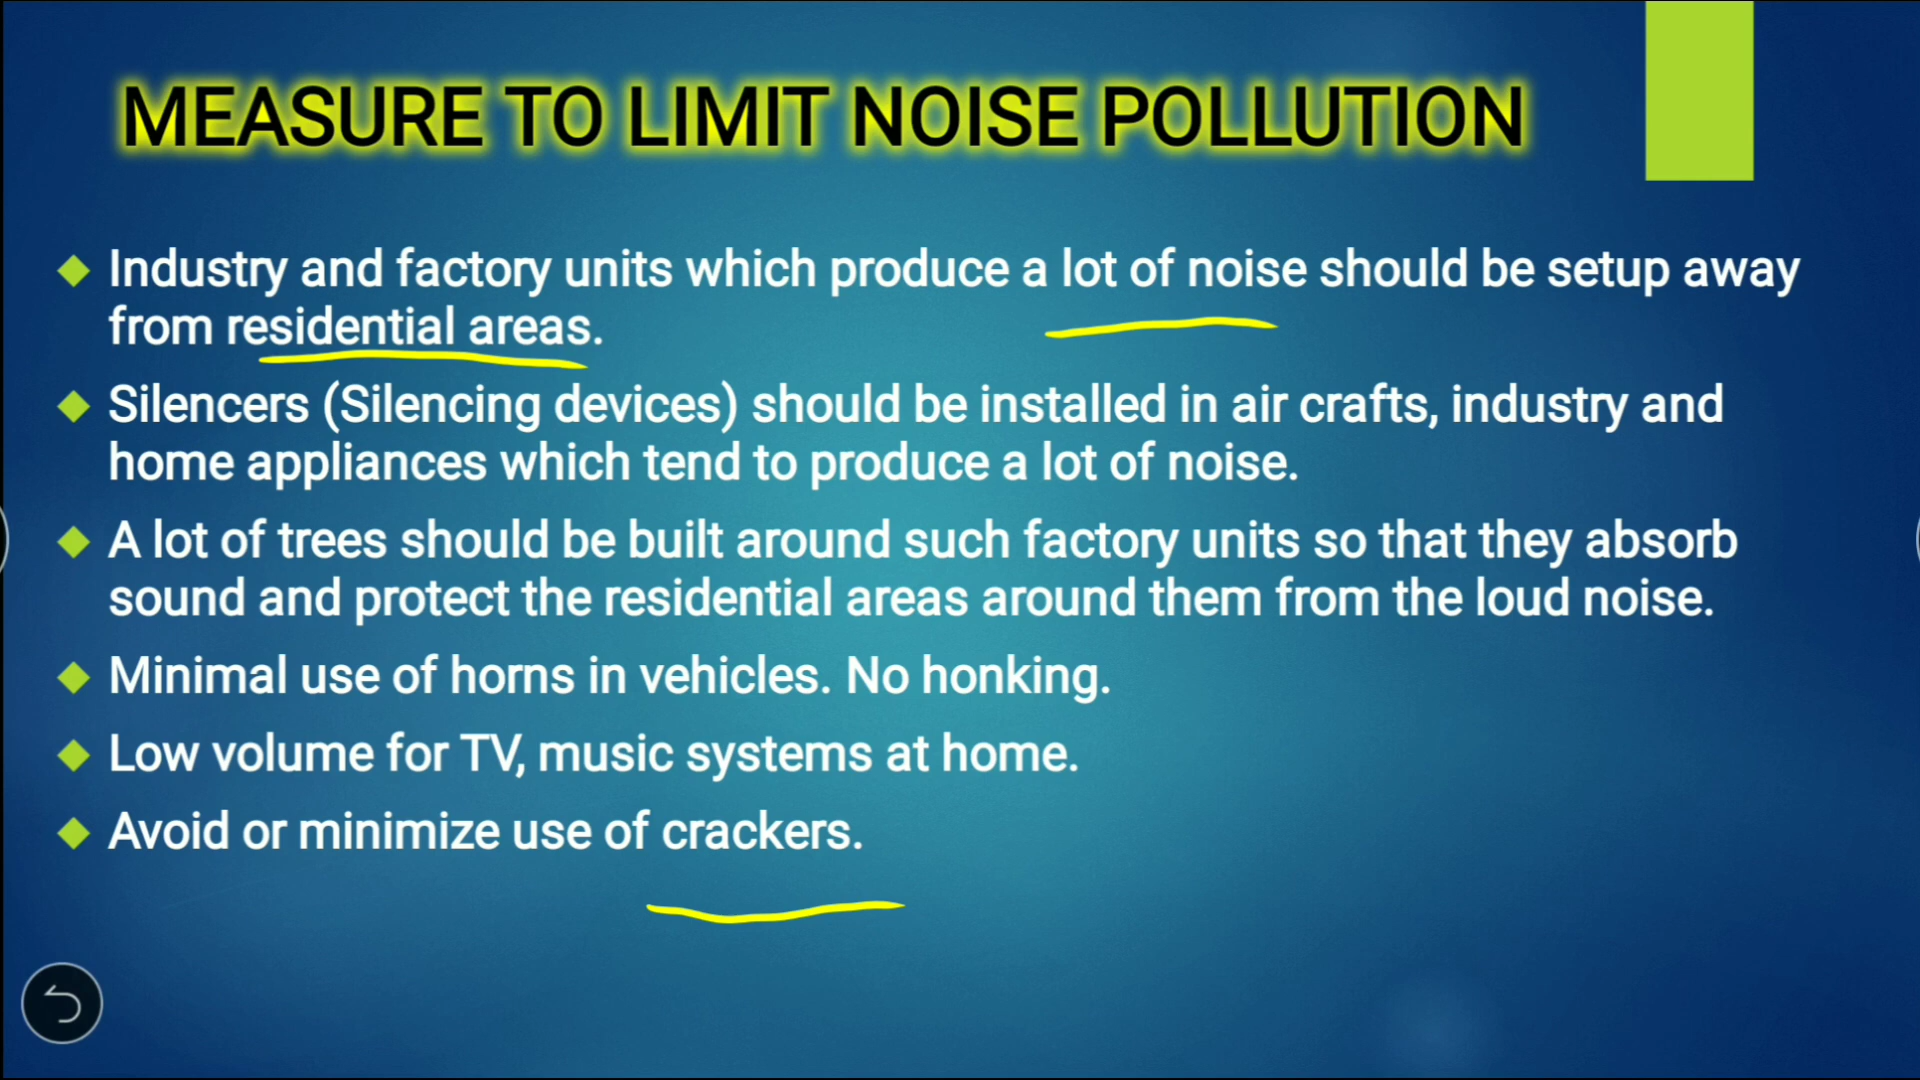 MEASURE TO LIMIT NOISE POLLUTION
Industry and factory units which produce a lot of noise should be setup away
from residential areas.
Silencers (Silencing devices) should be installed in air crafts, industry and
home appliances which tend to produce a lot of noise.
A lot of trees should be built around such factory units so that they absorb
sound and protect the residential areas around them from the loud noise.
Minimal use of horns in vehicles. No honking.
Low volume for TV, music systems at home.
Avoid or minimize use of crackers.